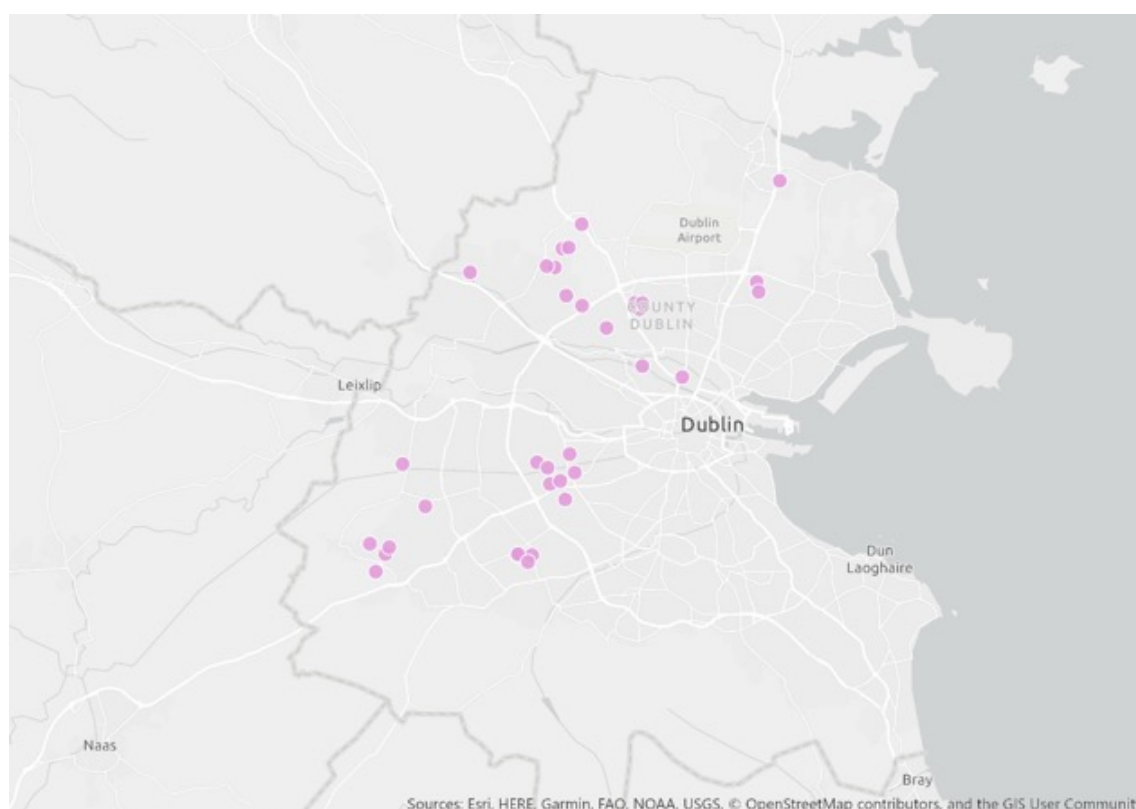 Dublin
Airport
COUNTY
DUBLIN
Leixlip
Dublin
Dun
Laoghaire
Naas
Bray
Sources: Esri, HERE, Garmin, FAO, NOAA, USGS, © OpenStreetMap contributors, and the GIS User Communit